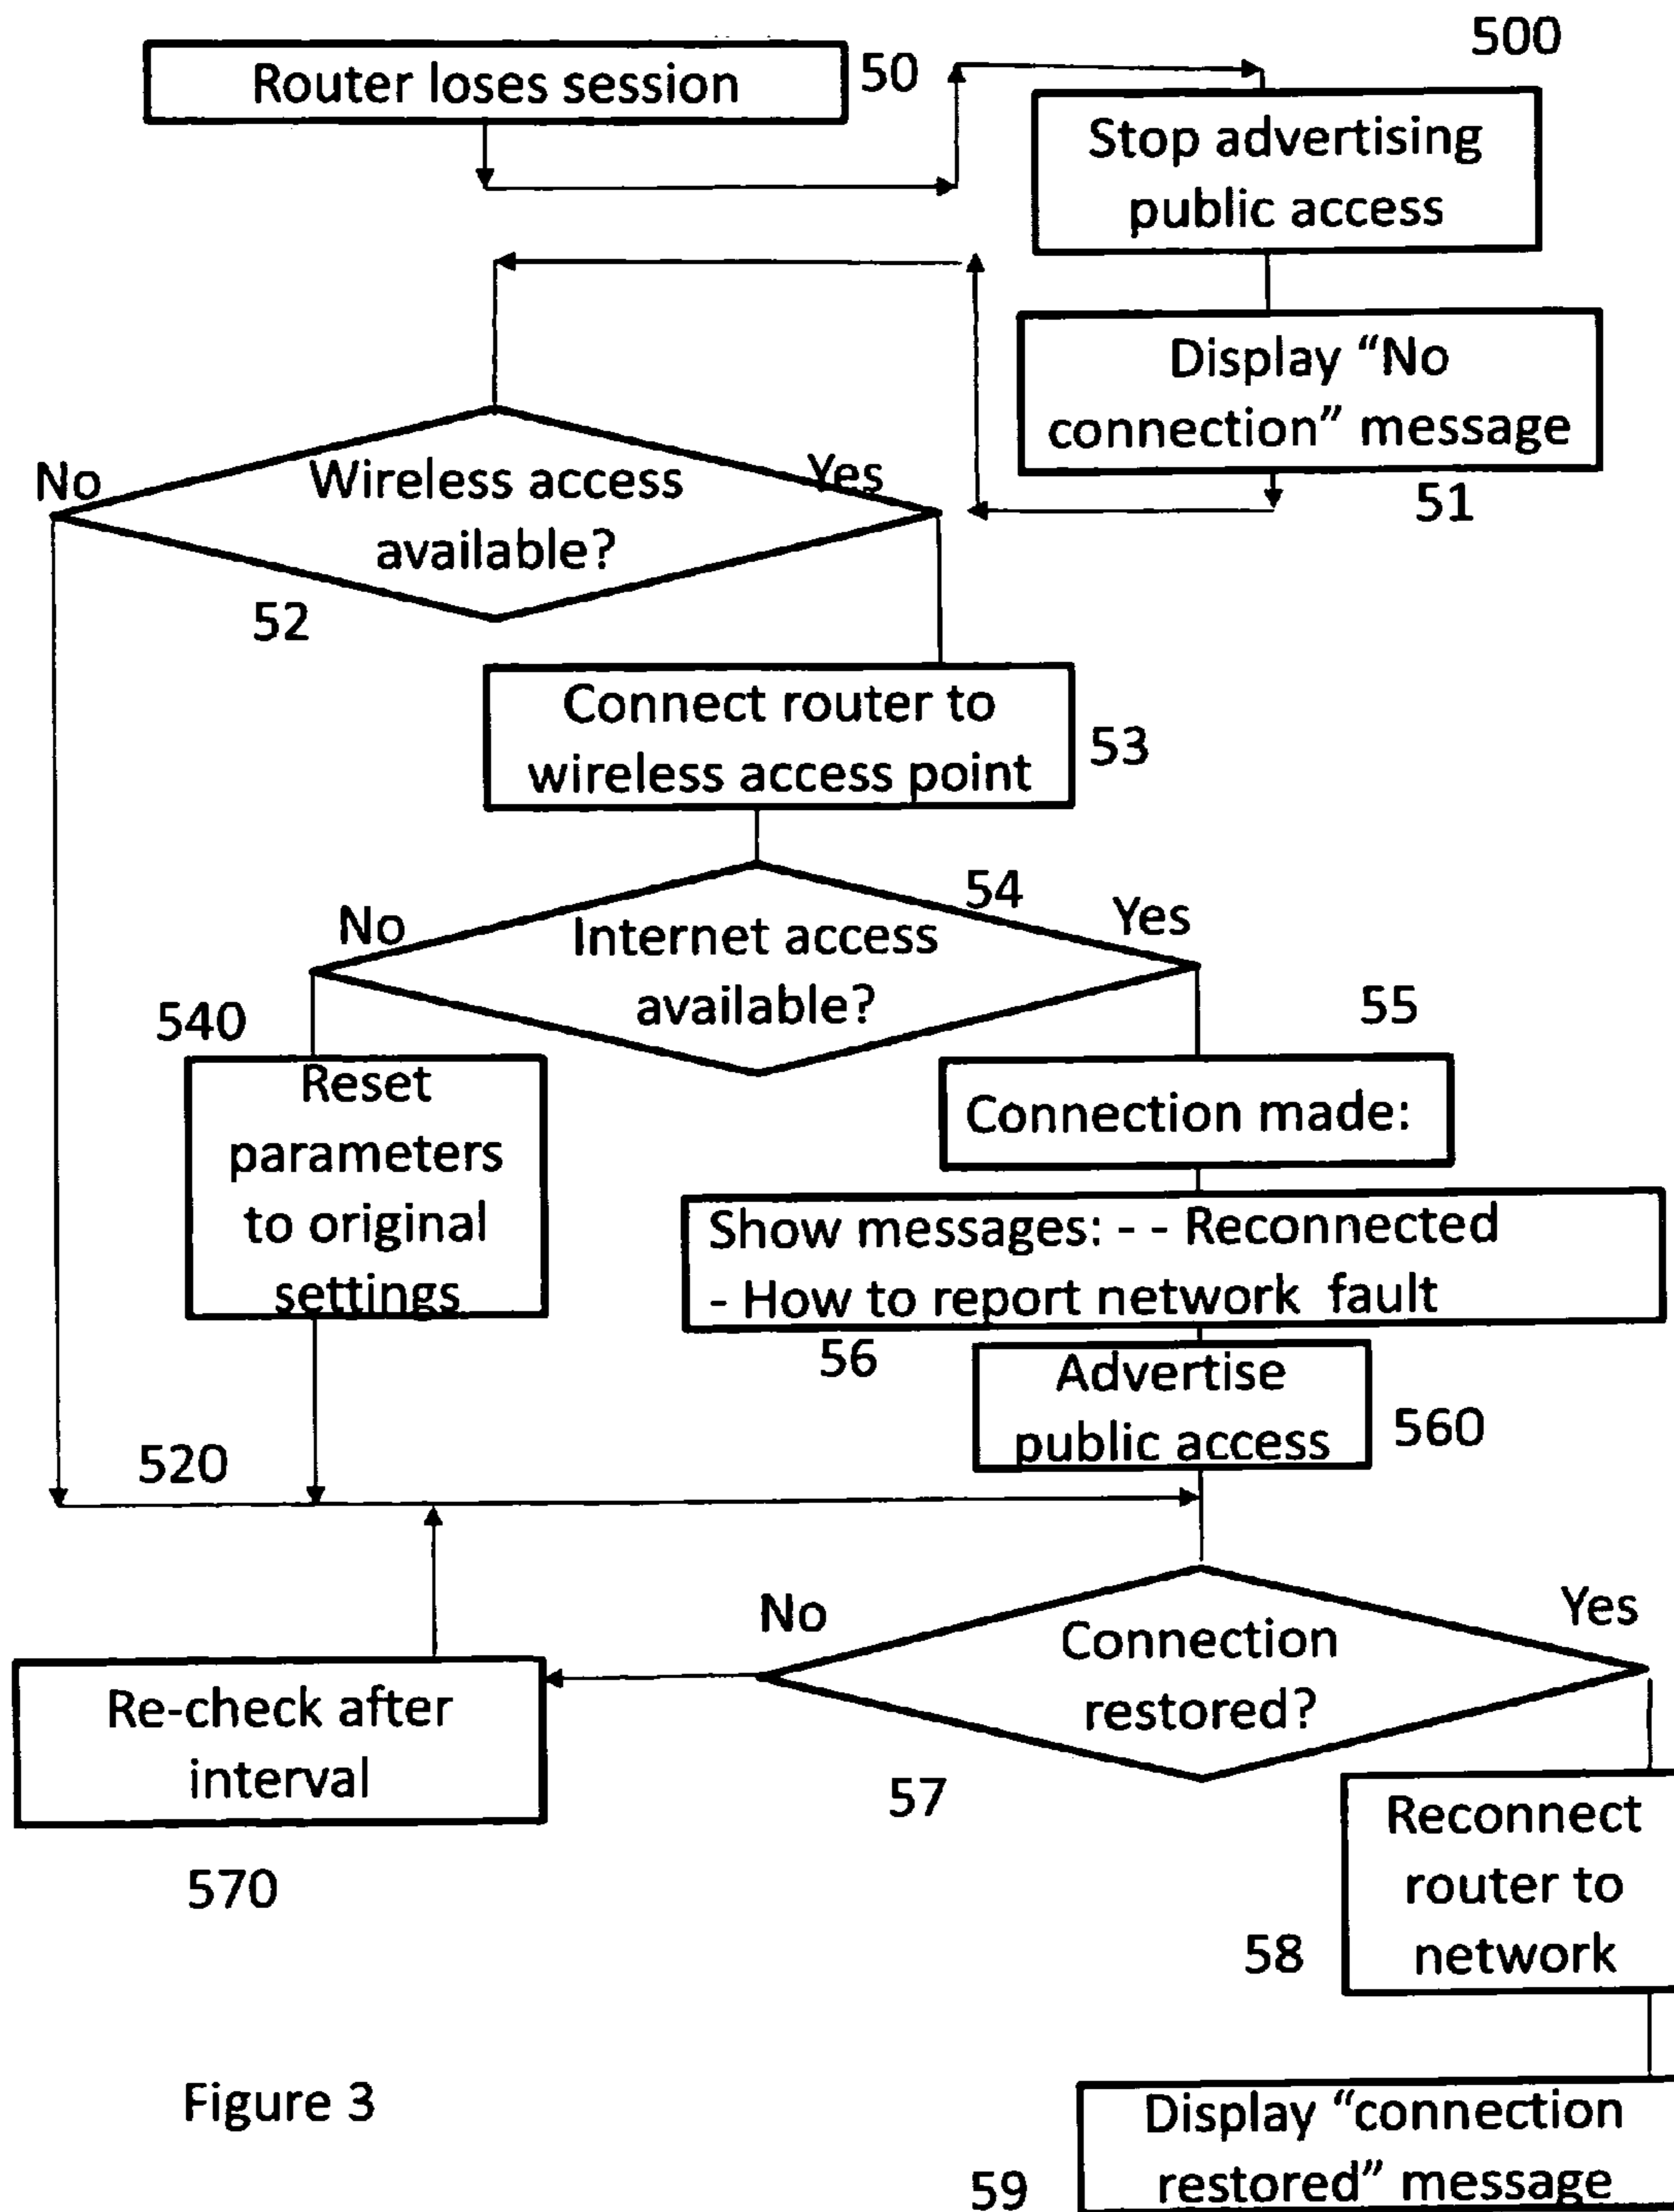 500
Router loses session
50
Stop advertising
public access
Display “No
connection” message
51
No
Wireless access
available?
Yes
52
Connect router to
wireless access point
53
54
No
Internet access
available?
Yes
540
55
Reset
parameters
to original
settings
Connection made:
Show messages: - - Reconnected
- How to report network fault
56
Advertise
public access
560
520
No
Connection
restored?
Yes
57
Re-check after
interval
570
Reconnect
router to
network
58
Figure 3
Display “connection
restored” message
59